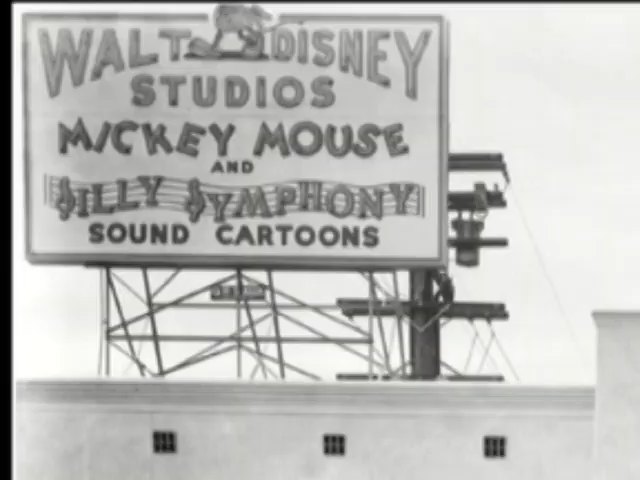 WALT DISNEY
STUDIOS
MICKEY MOUSE
AND
SILLY SYMPHONY
SOUND CARTOONS